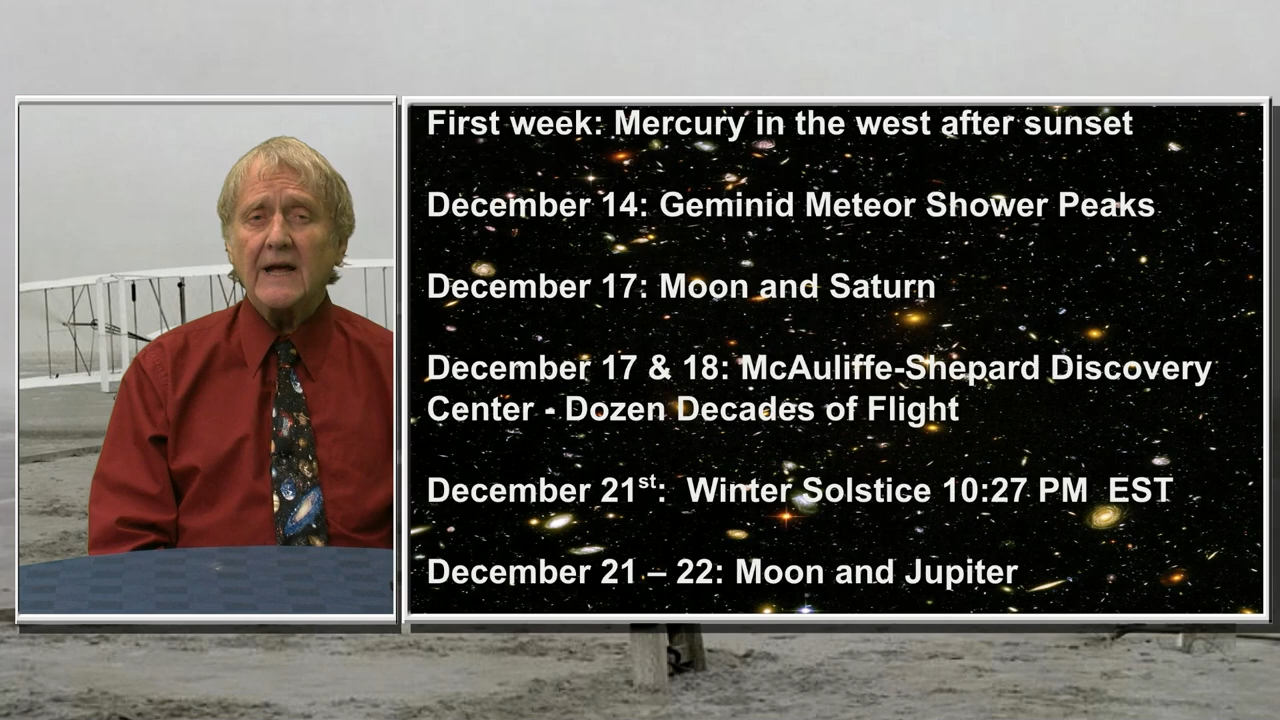 First week: Mercury in the west after sunset
December 14: Geminid Meteor Shower Peaks
December 17: Moon and Saturn
December 17 & 18: McAuliffe-Shepard Discovery
Center - Dozen Decades of Flight
December 21st: Winter Solstice 10:27 PM EST
December 21 – 22: Moon and Jupiter